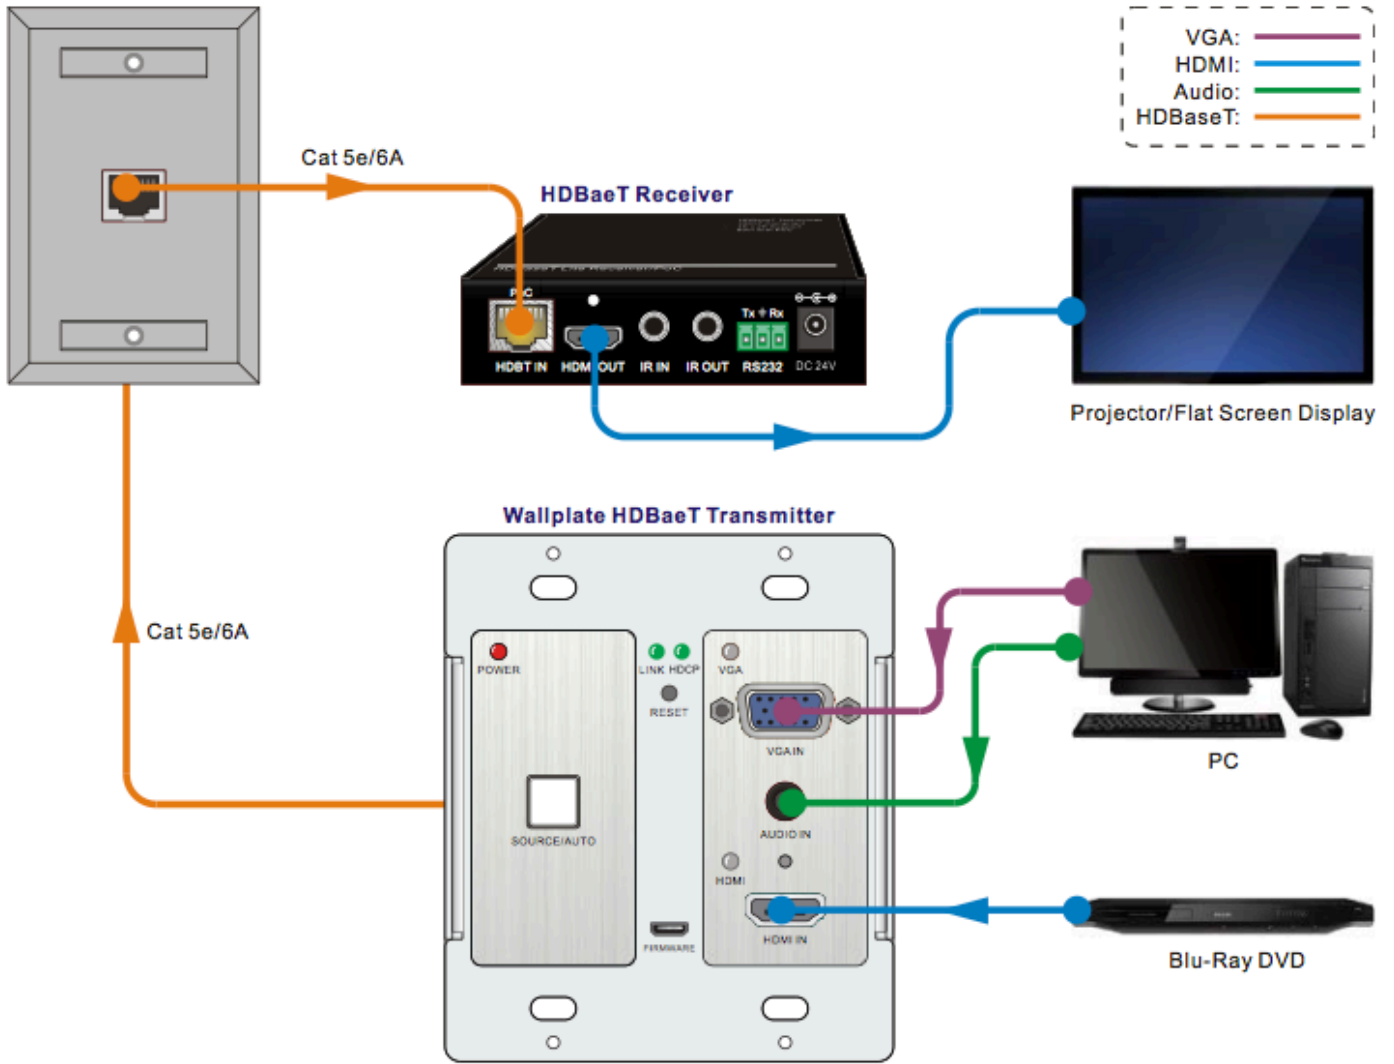 VGA:
HDMI:
Audio:
HDBaseT:
Cat 5e/6A
HDBaeT Receiver
Tx Rx
HDBT IN HDMI OUT IR IN IR OUT RS232 DC 24V
Projector/Flat Screen Display
Wallplate HDBaeT Transmitter
Cat 5e/6A
POWER
LINK HDCP
VGA
RESET
VGA IN
PC
SOURCE/AUTO
AUDIO IN
HDMI
HDMI IN
FIRMWARE
Blu-Ray DVD